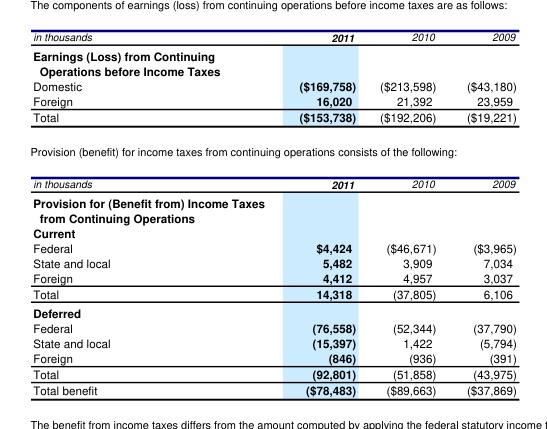 The components of earnings (loss) from continuing operations before income taxes are as follows:
in thousands 2011 2010 2009
Earnings (Loss) from Continuing
Operations before Income Taxes
Domestic ($169,758) ($213,598) ($43,180)
Foreign 16,020 21,392 23,959
Total ($153,738) ($192,206) ($19,221)
Provision (benefit) for income taxes from continuing operations consists of the following:
in thousands 2011 2010 2009
Provision for (Benefit from) Income Taxes
from Continuing Operations
Current
Federal $4,424 ($46,671) ($3,965)
State and local 5,482 3,909 7,034
Foreign 4,412 4,957 3,037
Total 14,318 (37,805) 6,106
Deferred
Federal (76,558) (52,344) (37,790)
State and local (15,397) 1,422 (5,794)
Foreign (846) (936) (391)
Total (92,801) (51,858) (43,975)
Total benefit ($78,483) ($89,663) ($37,869)
The benefit from income taxes differs from the amount computed by applying the federal statutory income